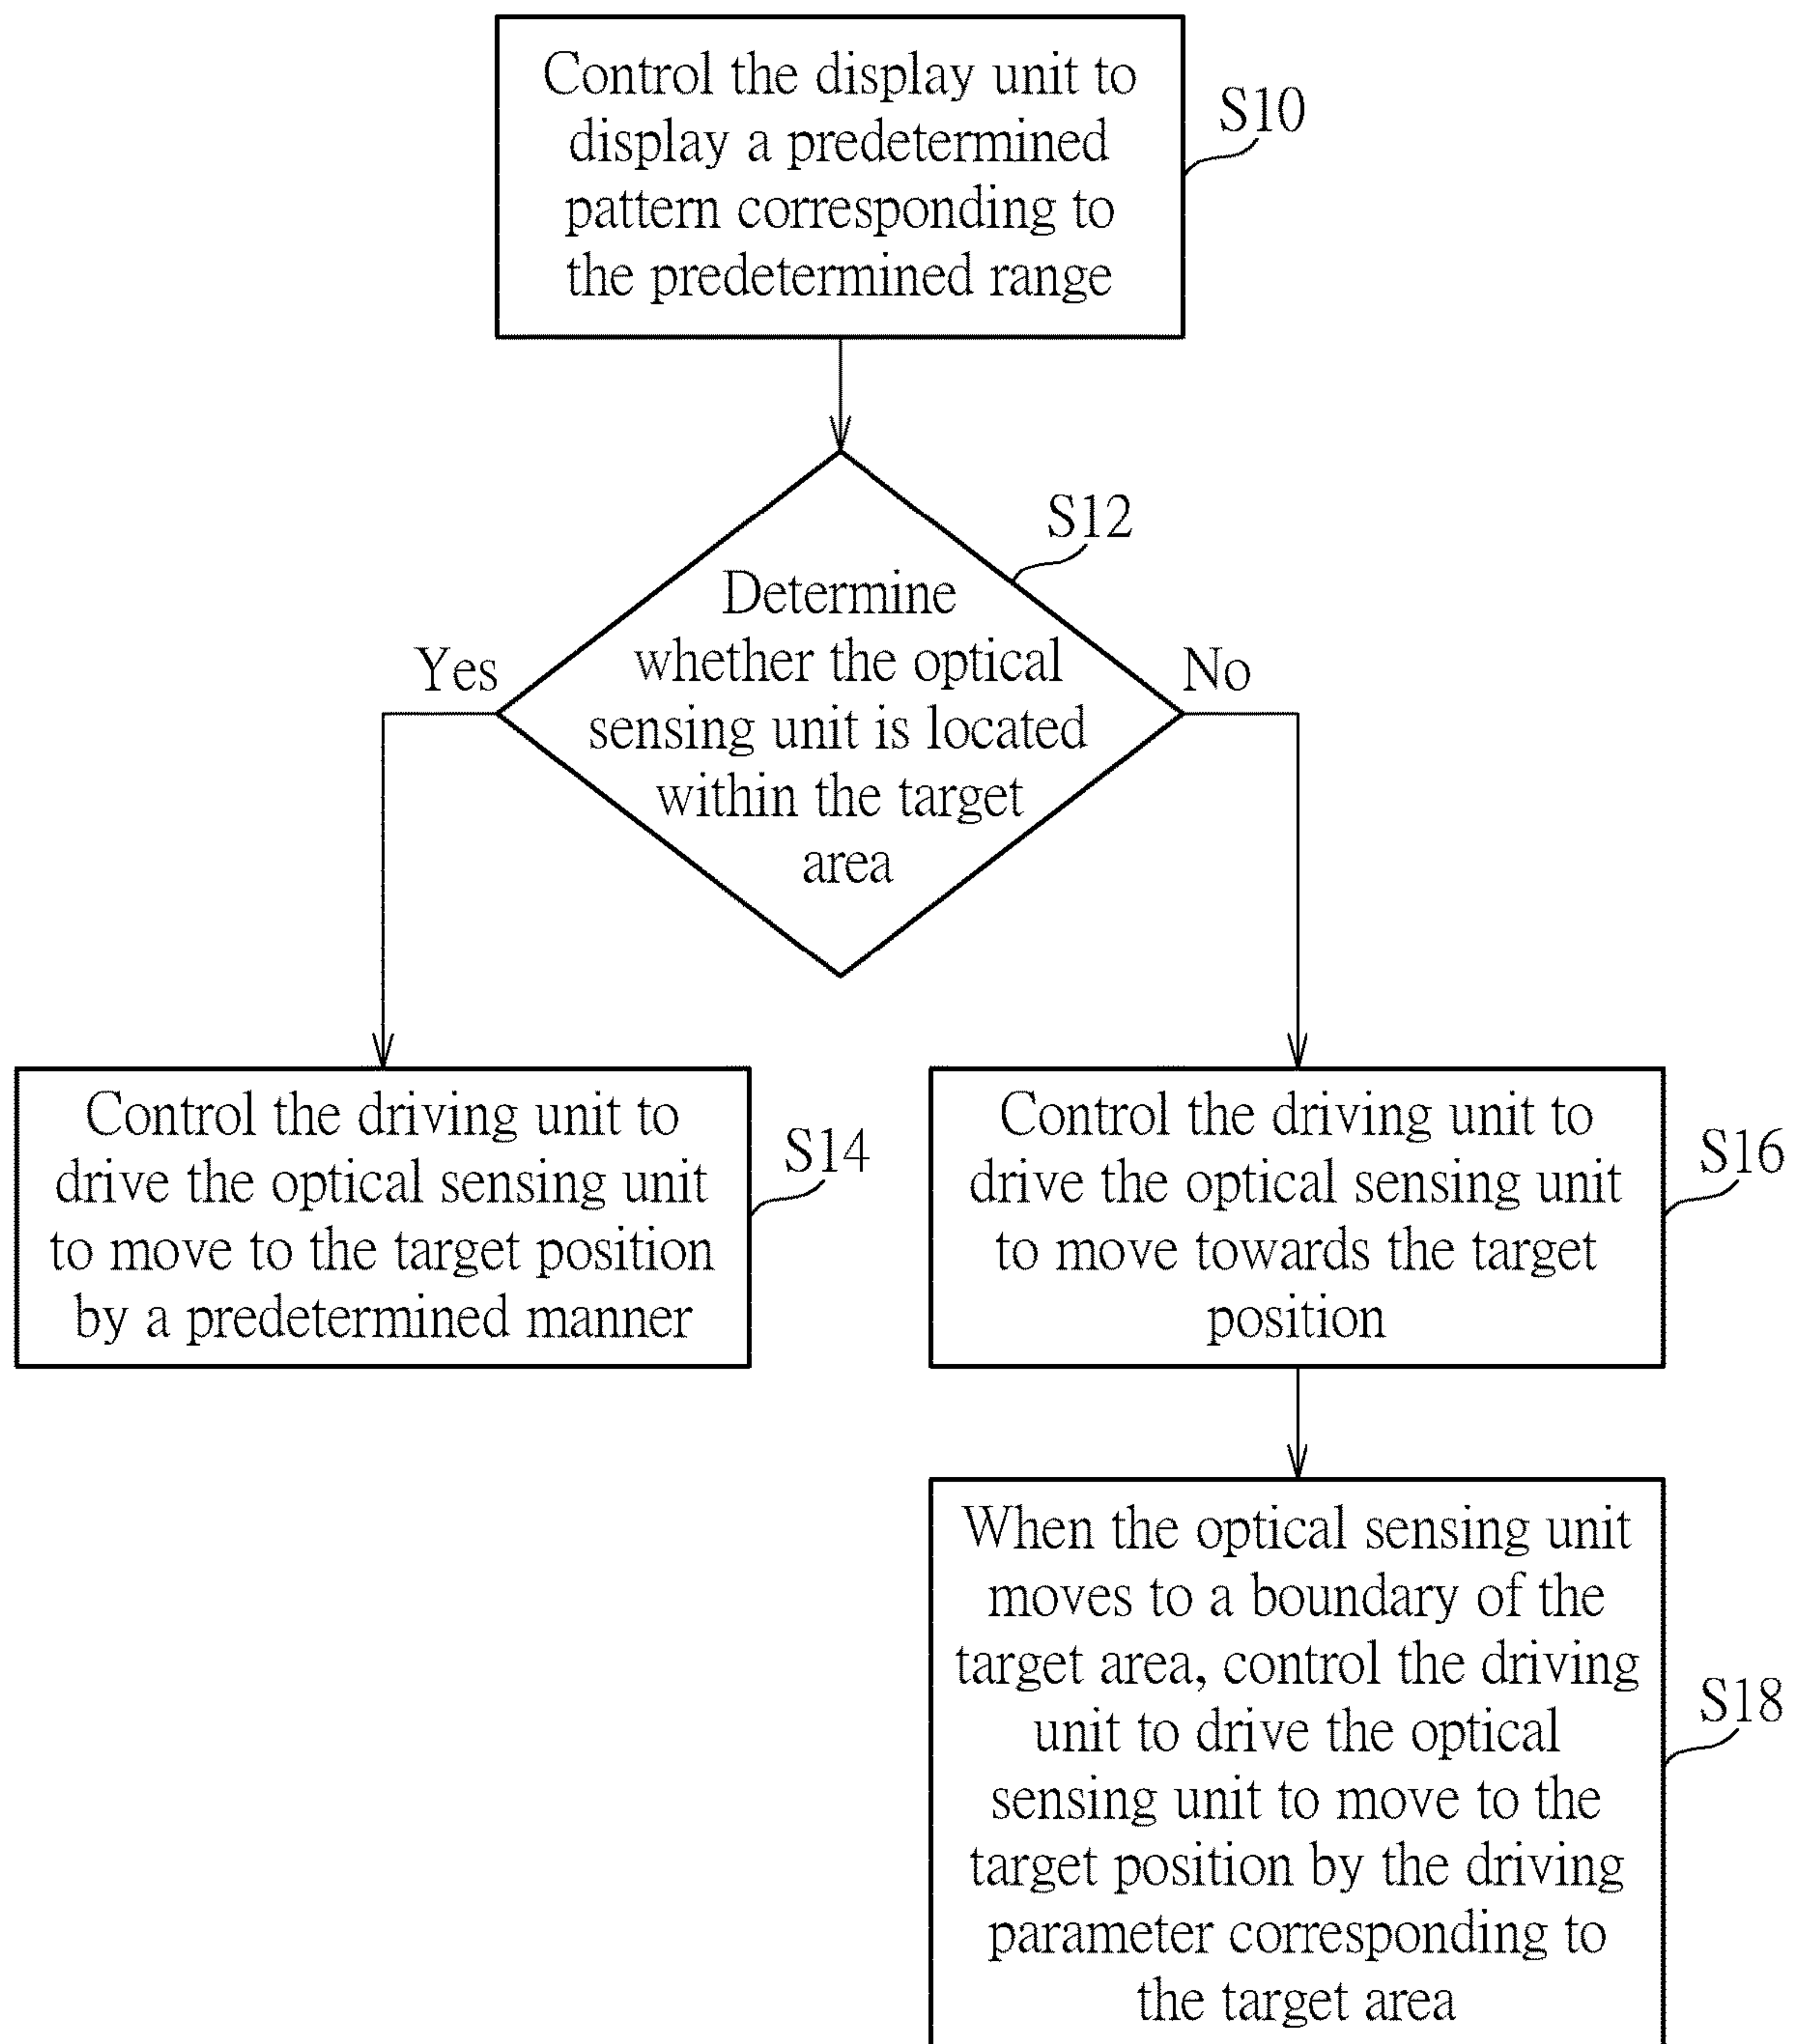 Control the display unit to
display a predetermined
pattern corresponding to
the predetermined range
S10
S12
Determine
whether the optical
sensing unit is located
within the target
area
Yes
No
Control the driving unit to
drive the optical sensing unit
to move to the target position
by a predetermined manner
S14
Control the driving unit to
drive the optical sensing unit
to move towards the target
position
S16
When the optical sensing unit
moves to a boundary of the
target area, control the driving
unit to drive the optical
sensing unit to move to the
target position by the driving
parameter corresponding to
the target area
S18